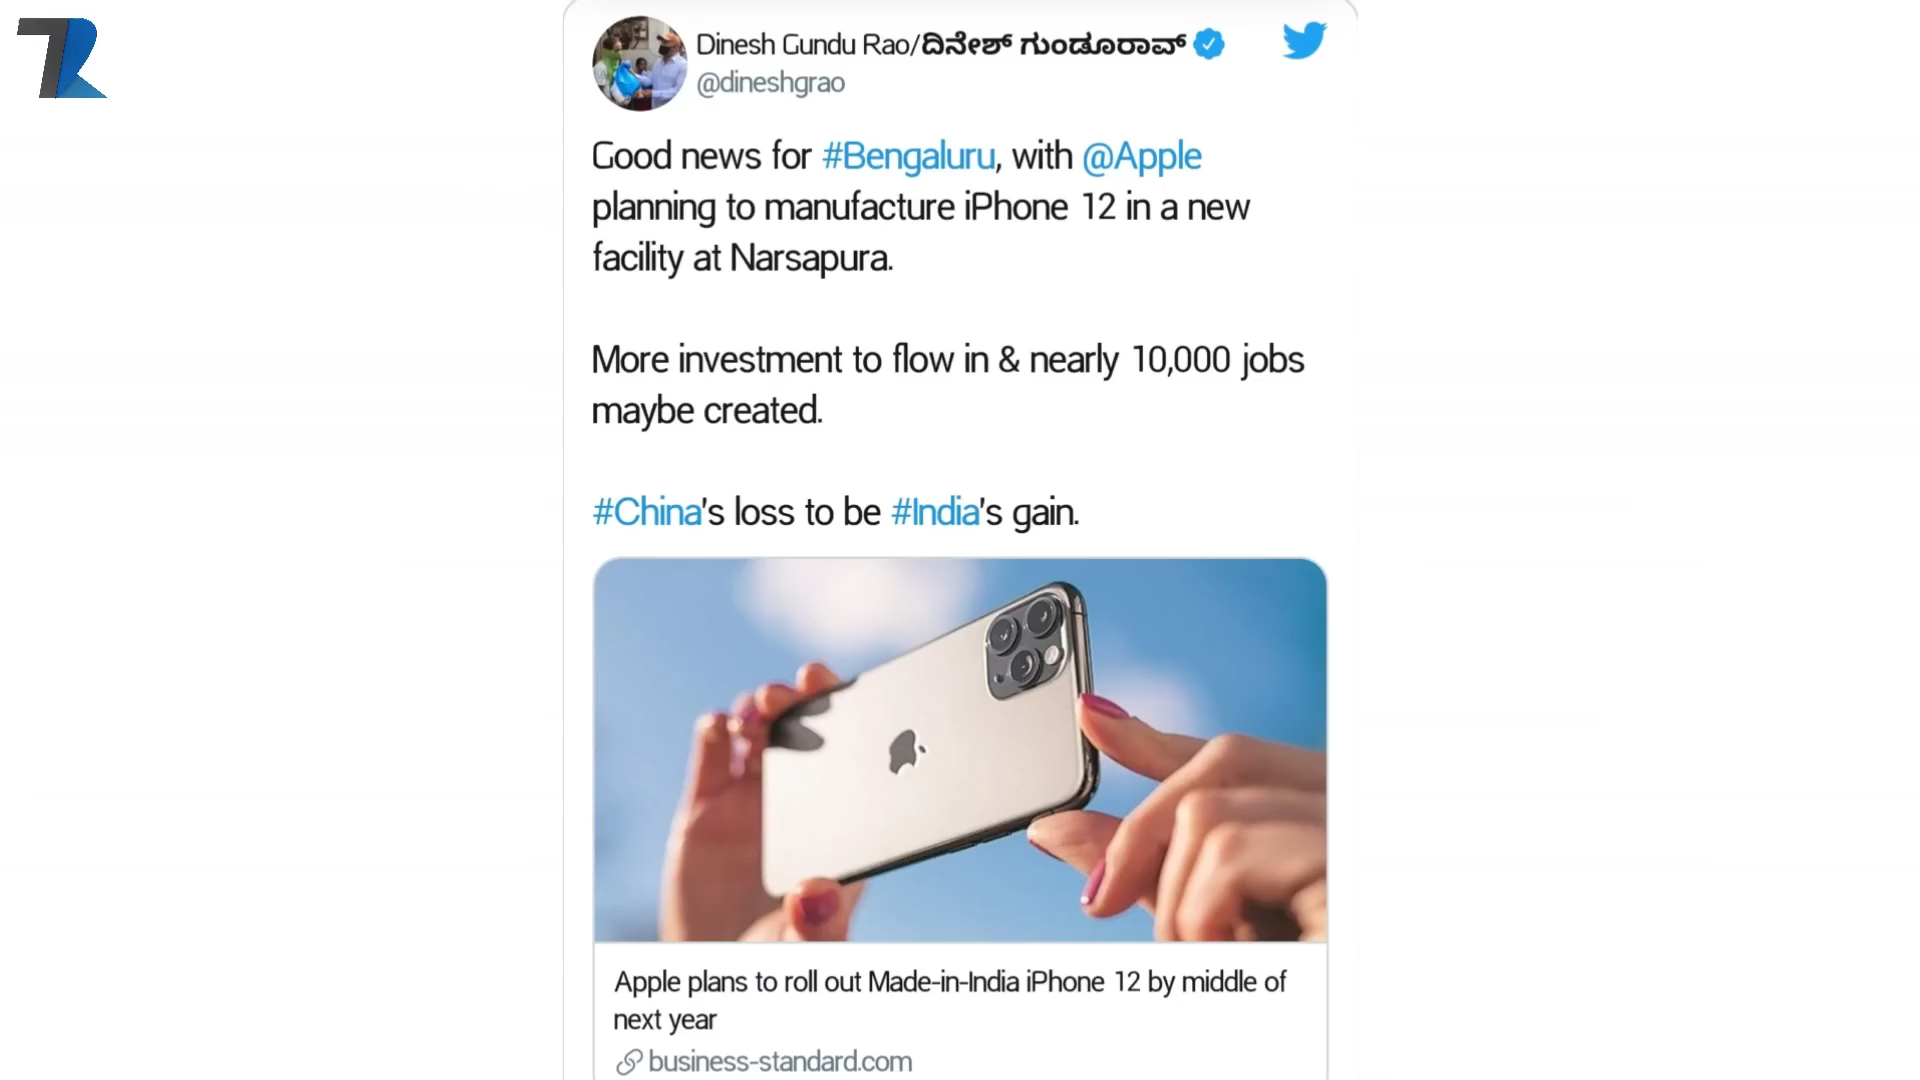 Dinesh Gundu Rao/ದಿನೇಶ್ ಗುಂಡೂರಾವ್
@dineshgrao
Good news for #Bengaluru, with @Apple
planning to manufacture iPhone 12 in a new
facility at Narsapura.
More investment to flow in & nearly 10,000 jobs
maybe created.
#China's loss to be #India's gain.
Apple plans to roll out Made-in-India iPhone 12 by middle of
next year
business-standard.com